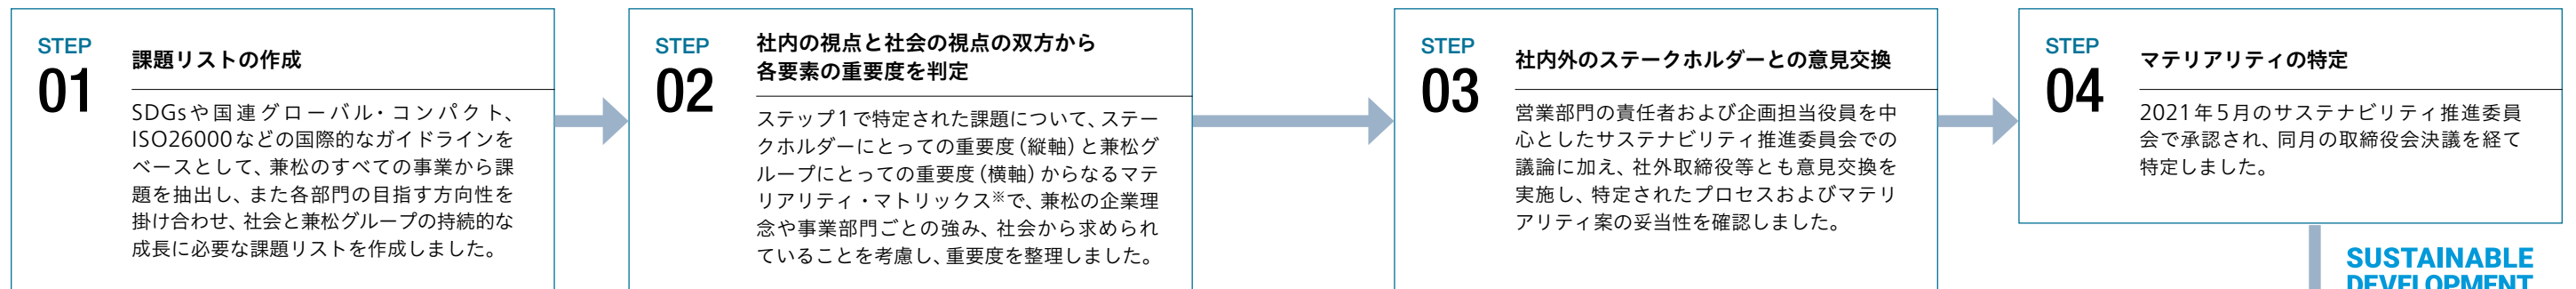 STEP
01
課題リストの作成
SDGsや国連グローバル・コンパクト、
ISO26000などの国際的なガイドラインを
ベースとして、兼松のすべての事業から課
題を抽出し、また各部門の目指す方向性を
掛け合わせ、社会と兼松グループの持続的な
成長に必要な課題リストを作成しました。
STEP
02
社内の視点と社会の視点の双方から
各要素の重要度を判定
ステップ1で特定された課題について、ステー
クホルダーにとっての重要度（縦軸）と兼松グ
ループにとっての重要度（横軸）からなるマテ
リアリティ・マトリックス※で、兼松の企業理
念や事業部門ごとの強み、社会から求められ
ていることを考慮し、重要度を整理しました。
STEP
03
社内外のステークホルダーとの意見交換
営業部門の責任者および企画担当役員を中
心としたサステナビリティ推進委員会での
議論に加え、社外取締役等とも意見交換を
実施し、特定されたプロセスおよびマテリ
アリティ案の妥当性を確認しました。
STEP
04
マテリアリティの特定
2021年5月のサステナビリティ推進委員
会で承認され、同月の取締役会決議を経て
特定しました。
SUSTAINABLE
DEVELOPMENT